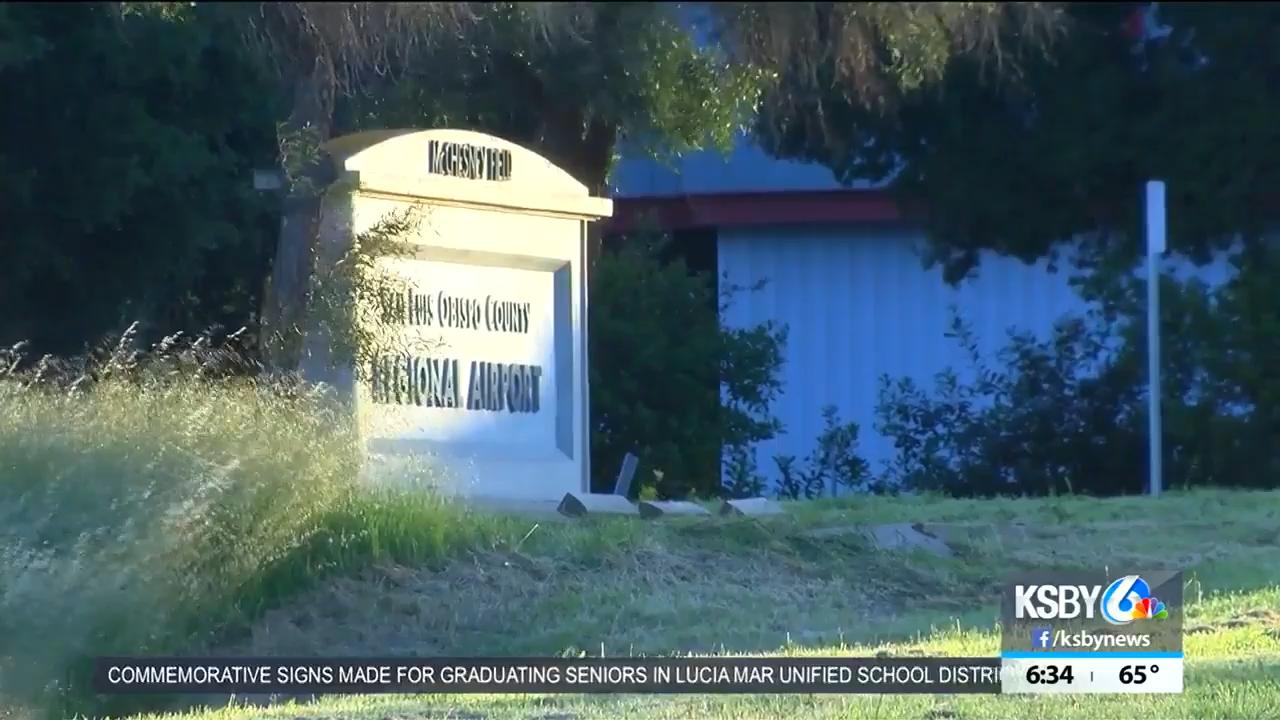 McCHESNEY FIELD
SAN LUIS OBISPO COUNTY
REGIONAL AIRPORT
KSBY 6
f/ksbynews
COMMEMORATIVE SIGNS MADE FOR GRADUATING SENIORS IN LUCIA MAR UNIFIED SCHOOL DISTRI
6:34 65°